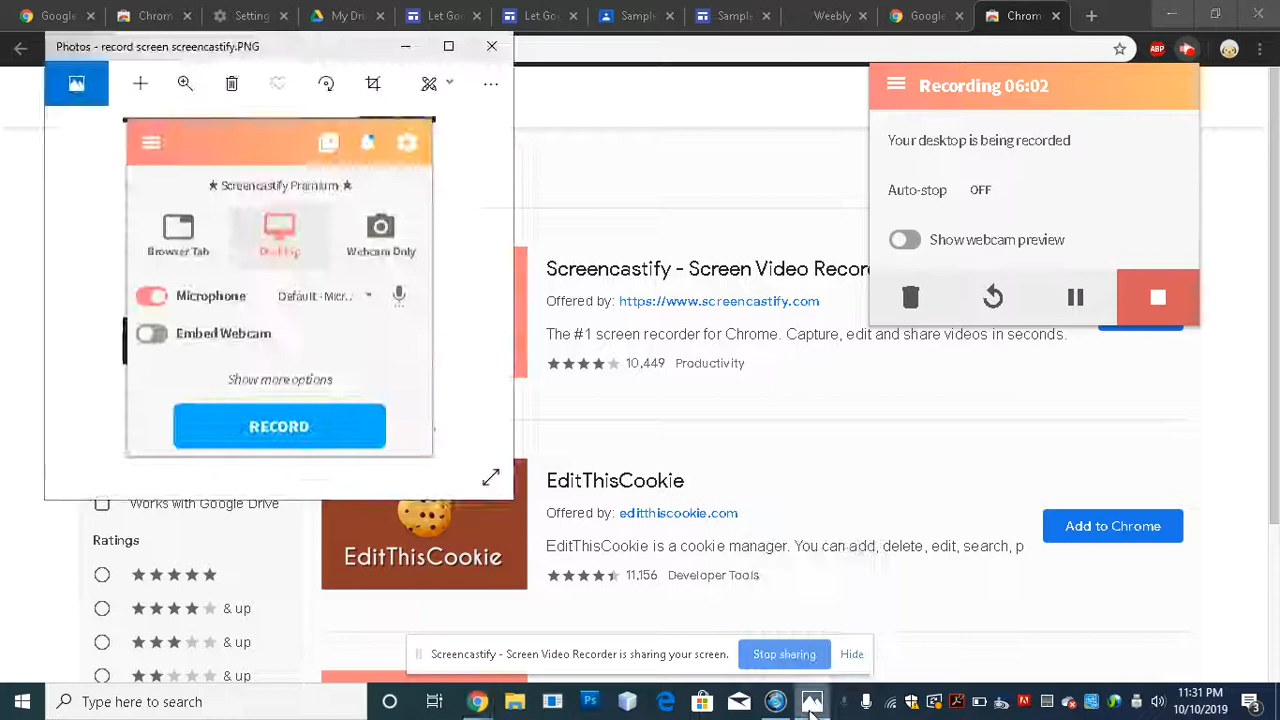 Google
Chrom
Setting
My Dri
Let Go
Let Go
Sample
Sample
Weebly
Google
Chrom
Photos - record screen screencastify.PNG
ABP
Recording 06:02
Your desktop is being recorded
Auto-stop OFF
Show webcam preview
★ Screencastify Premium ★
Browser Tab
Desktop
Webcam Only
Microphone
Default - Micr...
Embed Webcam
Show more options
RECORD
Screencastify - Screen Video Recor
Offered by: https://www.screencastify.com
The #1 screen recorder for Chrome. Capture, edit and share videos in seconds.
10,449 Productivity
EditThisCookie
Offered by: editthiscookie.com
EditThisCookie is a cookie manager. You can add, delete, edit, search, p
11,156 Developer Tools
Add to Chrome
EditThisCookie
Works with Google Drive
Ratings
& up
& up
& up
Screencastify - Screen Video Recorder is sharing your screen.
Stop sharing
Hide
Type here to search
Ps
11:31 PM
10/10/2019